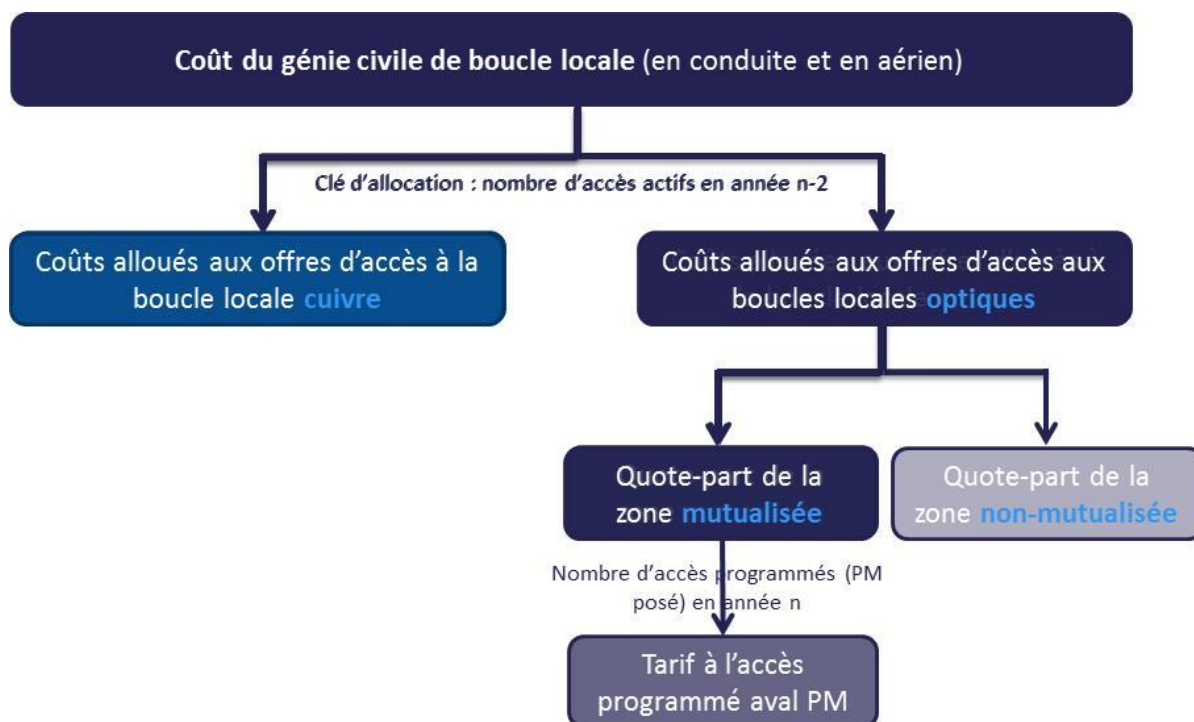 Coût du génie civile de boucle locale (en conduite et en aérien)
Clé d'allocation : nombre d'accès actifs en année n-2
Coûts alloués aux offres d'accès à la
boucle locale cuivre
Coûts alloués aux offres d'accès aux
boucles locales optiques
Quote-part de la
zone mutualisée
Quote-part de la
zone non-mutualisée
Nombre d'accès programmés (PM
posé) en année n
Tarif à l'accès
programmé aval PM